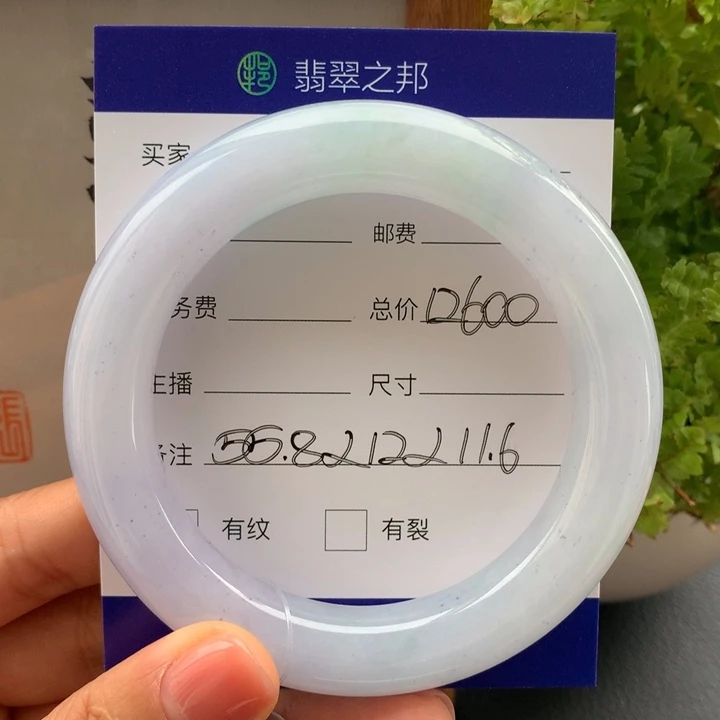 翡翠之邦
买家
邮费
务费 总价 12600
主播 尺寸
备注 55.8212211.6
有纹 有裂